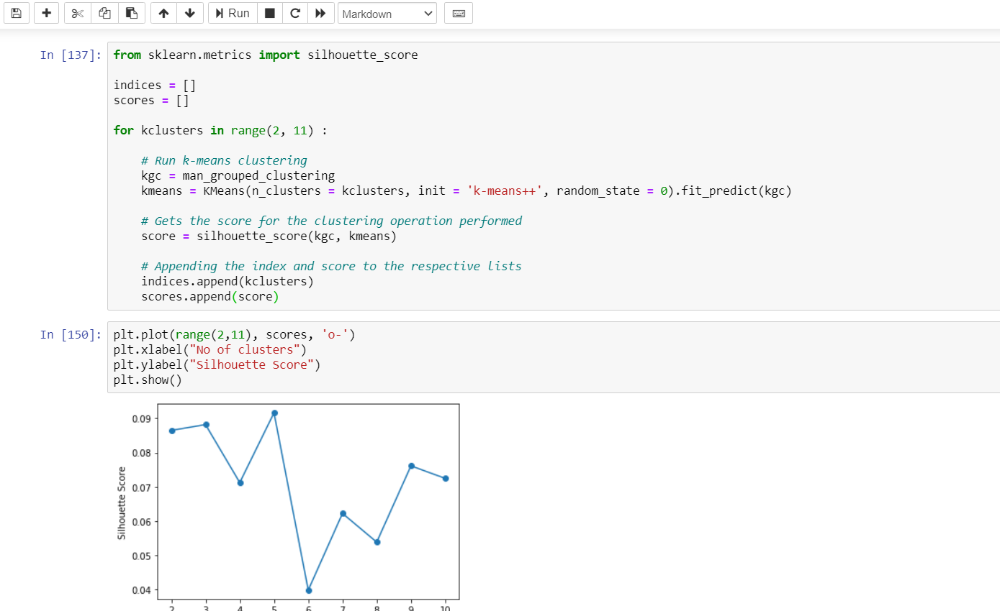 Run
Markdown
In [137]:
from sklearn.metrics import silhouette_score
indices = []
scores = []
for kclusters in range(2, 11) :
# Run k-means clustering
kgc = man_grouped_clustering
kmeans = KMeans(n_clusters = kclusters, init = 'k-means++', random_state = 0).fit_predict(kgc)
# Gets the score for the clustering operation performed
score = silhouette_score(kgc, kmeans)
# Appending the index and score to the respective lists
indices.append(kclusters)
scores.append(score)
In [150]:
plt.plot(range(2,11), scores, 'o-')
plt.xlabel("No of clusters")
plt.ylabel("Silhouette Score")
plt.show()
Silhouette Score
0.09
0.08
0.07
0.06
0.05
0.04
2 3 4 5 6 7 8 9 10